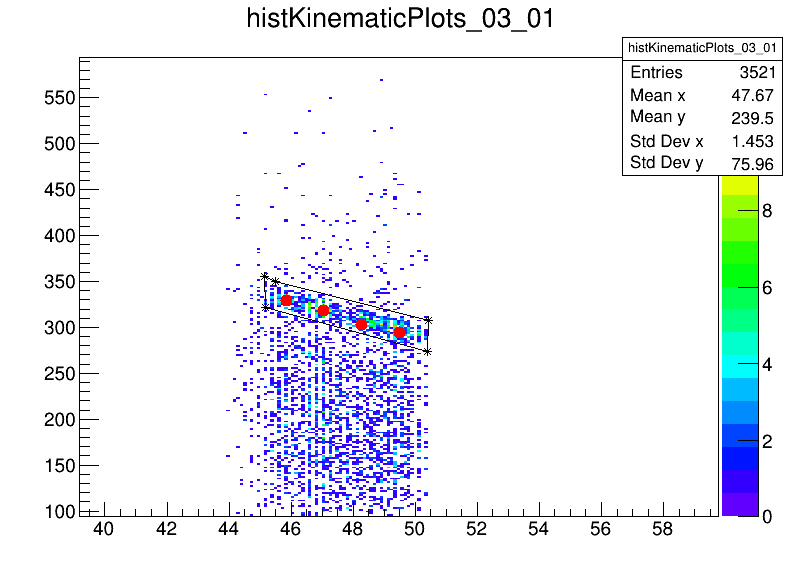 histKinematicPlots_03_01
histKinematicPlots_03_01
Entries 3521
Mean x 47.67
Mean y 239.5
Std Dev x 1.453
Std Dev y 75.96
550
500
450
400
350
300
250
200
150
100
40 42 44 46 48 50 52 54 56 58
8
6
4
2
0